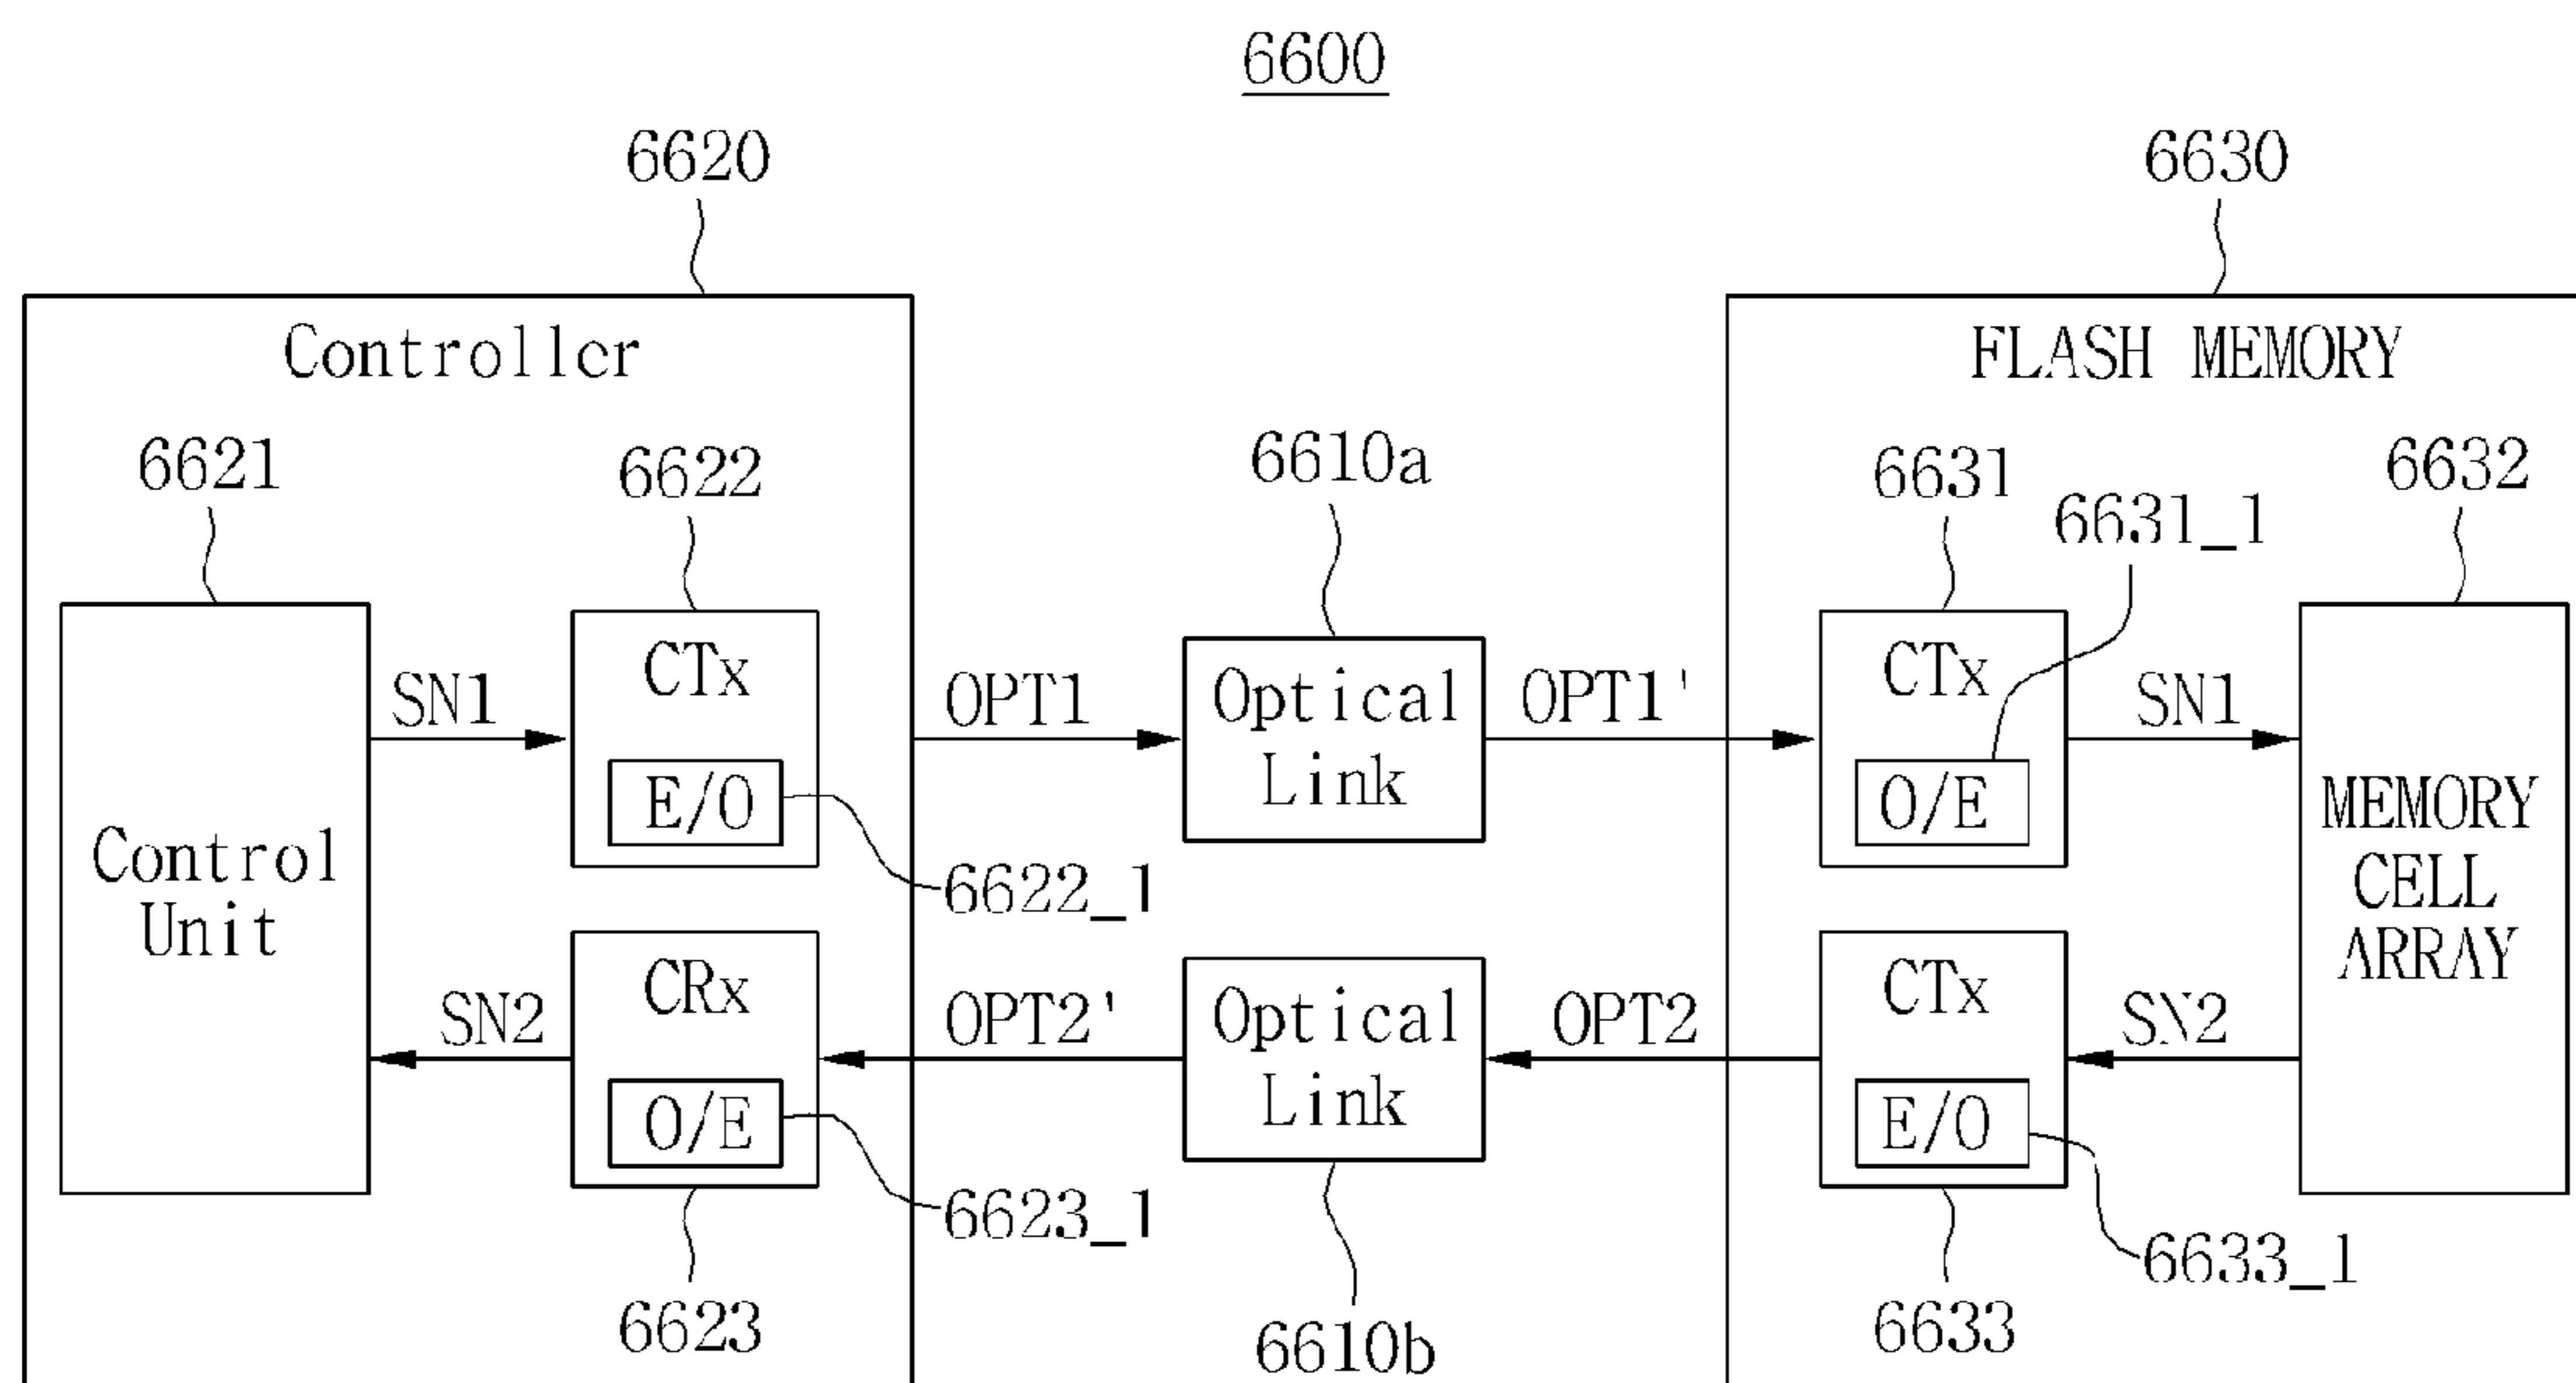 6600
6620
6630
Controller
FLASH MEMORY
6621
6622
6610a
6631
6631_1
6632
Control
Unit
SN1
CTx
E/O
6622_1
OPT1
Optical
Link
OPT1'
CTx
O/E
SN1
MEMORY
CELL
ARRAY
SN2
CRx
O/E
6623_1
6623
OPT2'
Optical
Link
6610b
OPT2
CTx
E/O
6633_1
6633
SN2